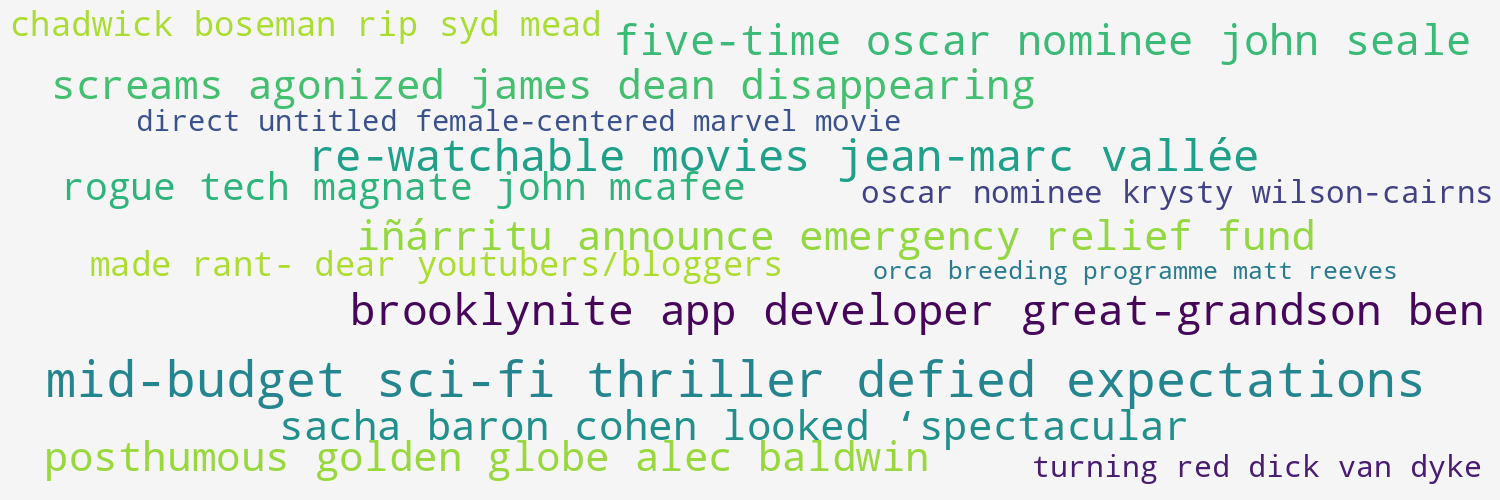 chadwick boseman rip syd mead
five-time oscar nominee john seale
screams agonized james dean disappearing
direct untitled female-centered marvel movie
re-watchable movies jean-marc vallée
rogue tech magnate john mcafee
oscar nominee krysty wilson-cairns
iñárritu announce emergency relief fund
made rant- dear youtubers/bloggers
orca breeding programme matt reeves
brooklynite app developer great-grandson ben
mid-budget sci-fi thriller defied expectations
sacha baron cohen looked ‘spectacular
posthumous golden globe alec baldwin
turning red dick van dyke